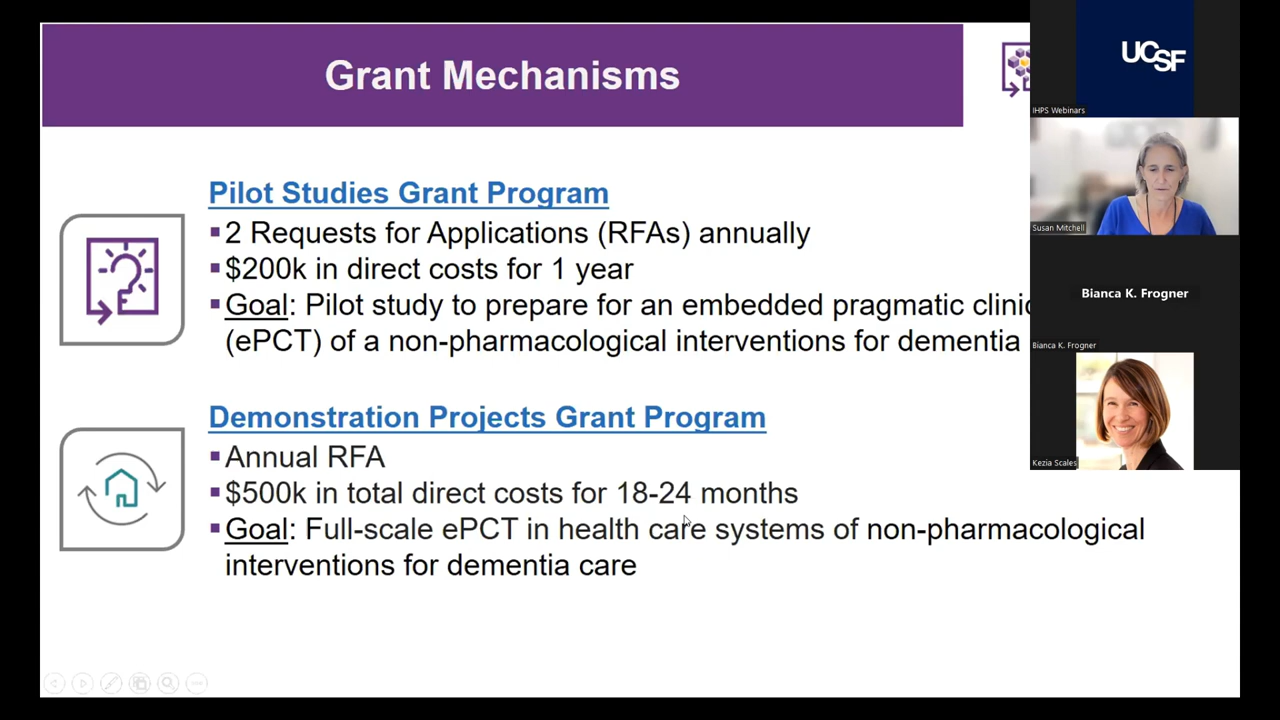 Grant Mechanisms
Pilot Studies Grant Program
2 Requests for Applications (RFAs) annually
$200k in direct costs for 1 year
Goal: Pilot study to prepare for an embedded pragmatic clinic
(ePCT) of a non-pharmacological interventions for dementia
Demonstration Projects Grant Program
Annual RFA
$500k in total direct costs for 18-24 months
Goal: Full-scale ePCT in health care systems of non-pharmacological
interventions for dementia care
UCSF
IHPS Webinars
Susan Mitchell
Bianca K. Frogner
Bianca K. Frogner
Kezia Scales